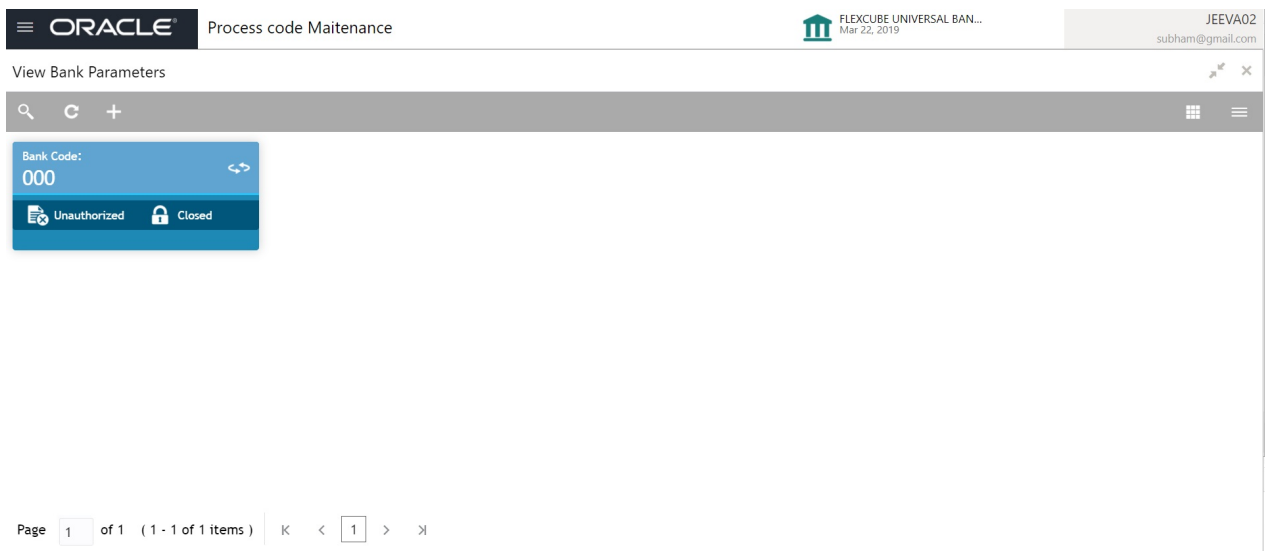 ORACLE®
Process code Maitenance
FLEXCUBE UNIVERSAL BAN...
Mar 22, 2019
JEEVA02
subham@gmail.com
View Bank Parameters
Bank Code:
000
Unauthorized Closed
Page 1 of 1 ( 1 - 1 of 1 items ) K < 1 > K